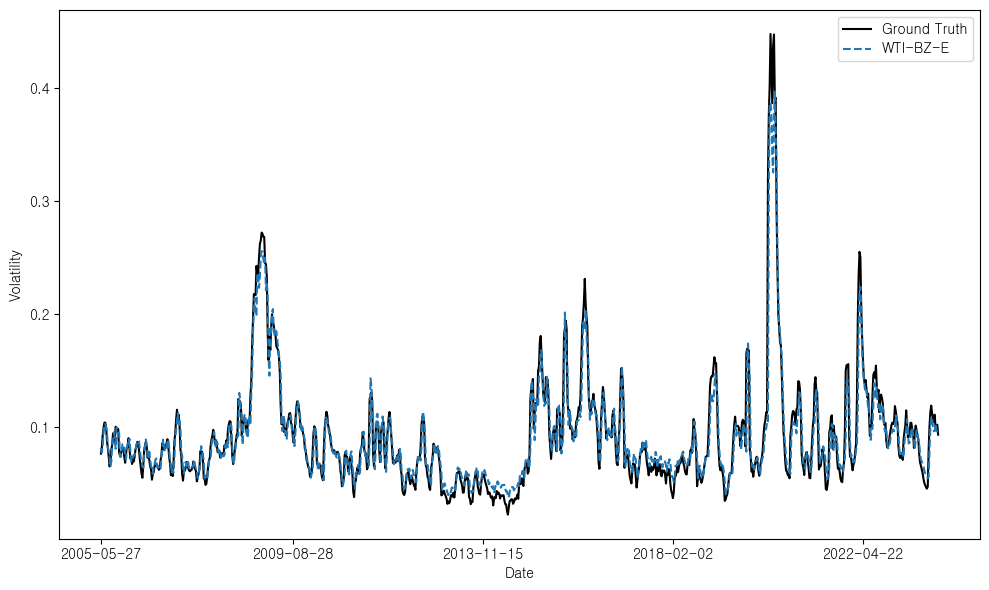 Ground Truth
WTI-BZ-E
0.4
0.3
0.2
0.1
Volatility
2005-05-27
2009-08-28
2013-11-15
2018-02-02
2022-04-22
Date